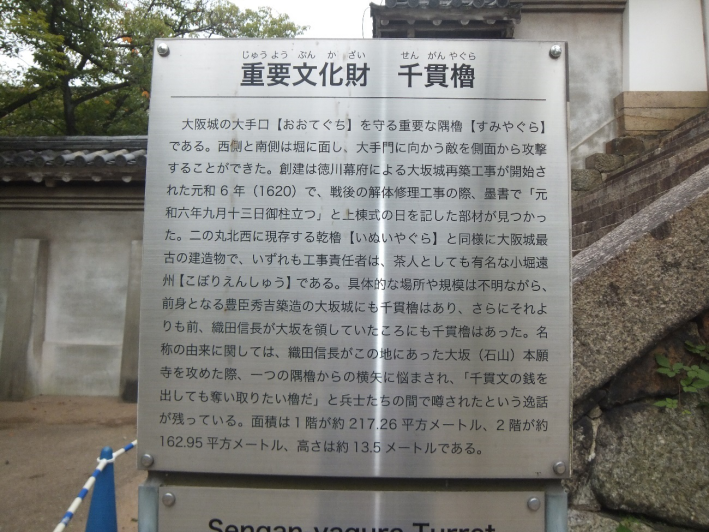 じゅうようぶんかざい せんがんやぐら
重要文化財 千貫櫓
大阪城の大手口【おおてぐち】を守る重要な隅櫓【すみやぐら】
である。西側と南側は堀に面し、大手門に向かう敵を側面から攻撃
することができた。創建は徳川幕府による大坂城再築工事が開始さ
れた元和6年（1620）で、戦後の解体修理工事の際、墨書で「元
和六年九月十三日御柱立つ」と上棟式の日を記した部材が見つかっ
た。二の丸北西に現存する乾櫓【いぬいやぐら】と同様に大阪城最
古の建造物で、いずれも工事責任者は、茶人としても有名な小堀遠
州【こぼりえんしゅう】である。具体的な場所や規模は不明ながら、
前身となる豊臣秀吉築造の大坂城にも千貫櫓はあり、さらにそれよ
りも前、織田信長が大坂を領していたころにも千貫櫓はあった。名
称の由来に関しては、織田信長がこの地にあった大坂（石山）本願
寺を攻めた際、一つの隅櫓からの横矢に悩まされ、「千貫文の銭を
出しても奪い取りたい櫓だ」と兵士たちの間で噂されたという逸話
が残っている。面積は1階が約217.26平方メートル、2階が約
162.95平方メートル、高さは約13.5メートルである。
Sengan-yagura Turret